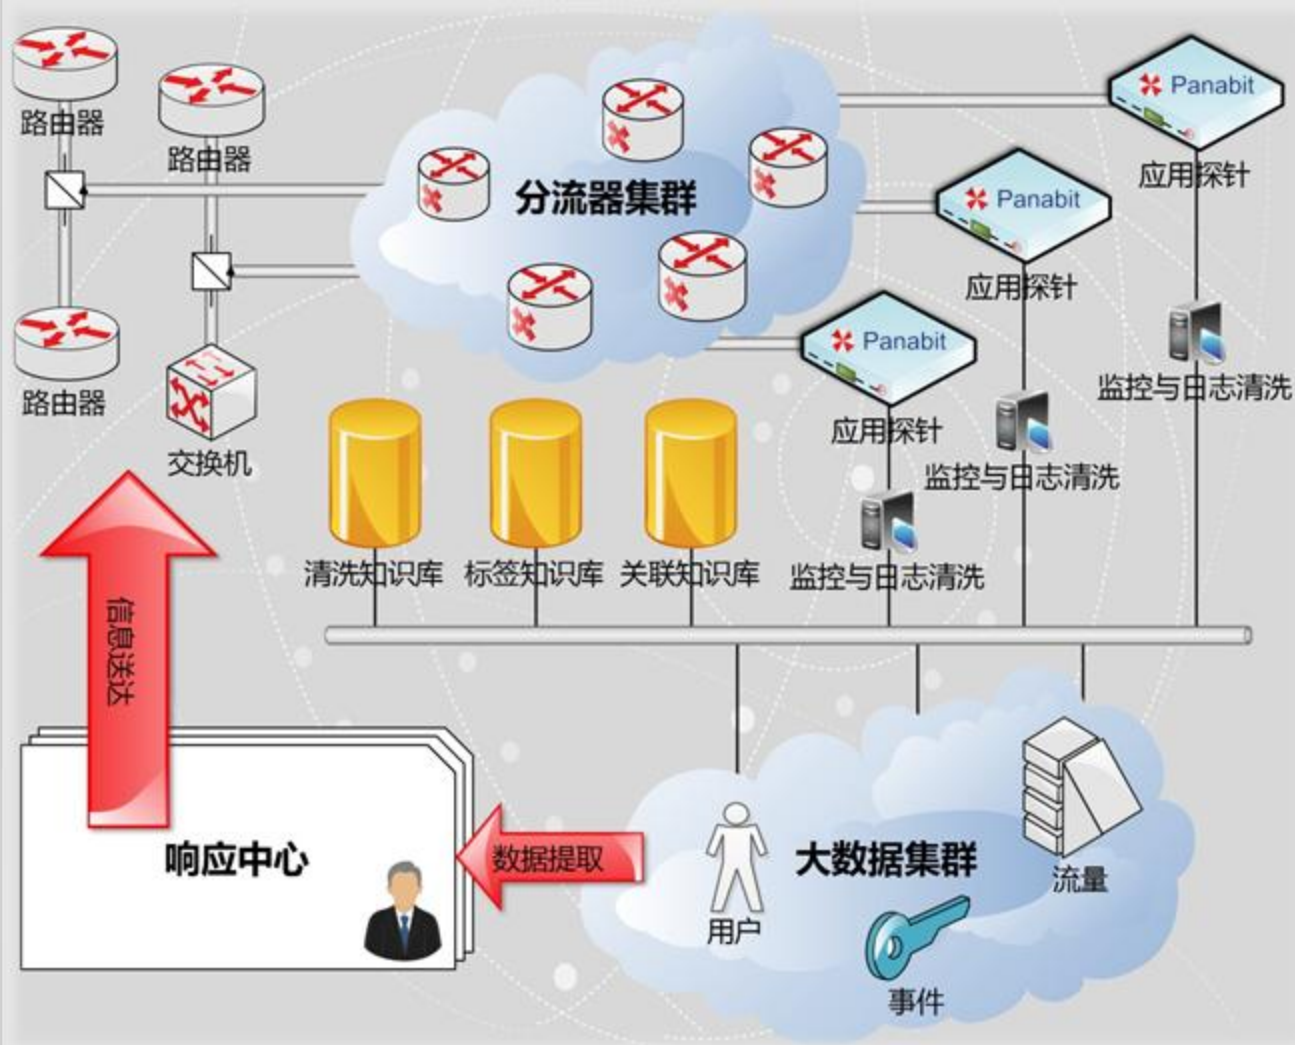 路由器
路由器
路由器
交换机
分流器集群
Panabit
应用探针
Panabit
应用探针
Panabit
应用探针
监控与日志清洗
监控与日志清洗
监控与日志清洗
清洗知识库
标签知识库
关联知识库
信息送达
响应中心
数据提取
大数据集群
用户
事件
流量